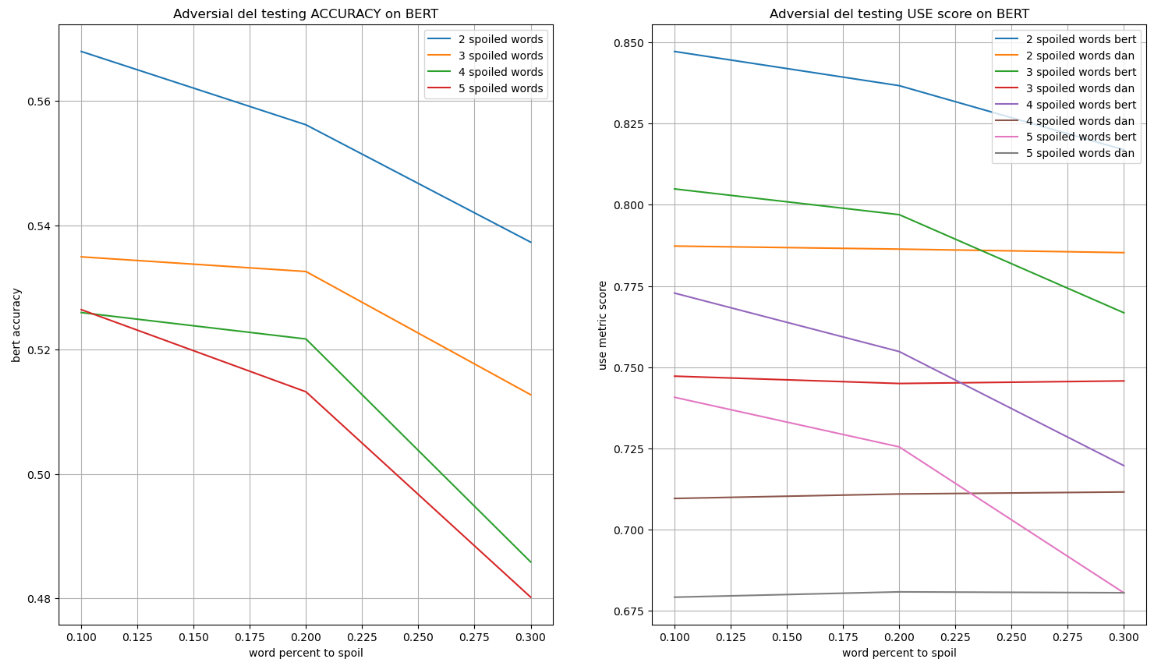 Adversial del testing ACCURACY on BERT
2 spoiled words
3 spoiled words
4 spoiled words
5 spoiled words
bert accuracy
0.56
0.54
0.52
0.50
0.48
0.100 0.125 0.150 0.175 0.200 0.225 0.250 0.275 0.300
word percent to spoil
Adversial del testing USE score on BERT
2 spoiled words bert
2 spoiled words dan
3 spoiled words bert
3 spoiled words dan
4 spoiled words bert
4 spoiled words dan
5 spoiled words bert
5 spoiled words dan
use metric score
0.850
0.825
0.800
0.775
0.750
0.725
0.700
0.675
0.100 0.125 0.150 0.175 0.200 0.225 0.250 0.275 0.300
word percent to spoil